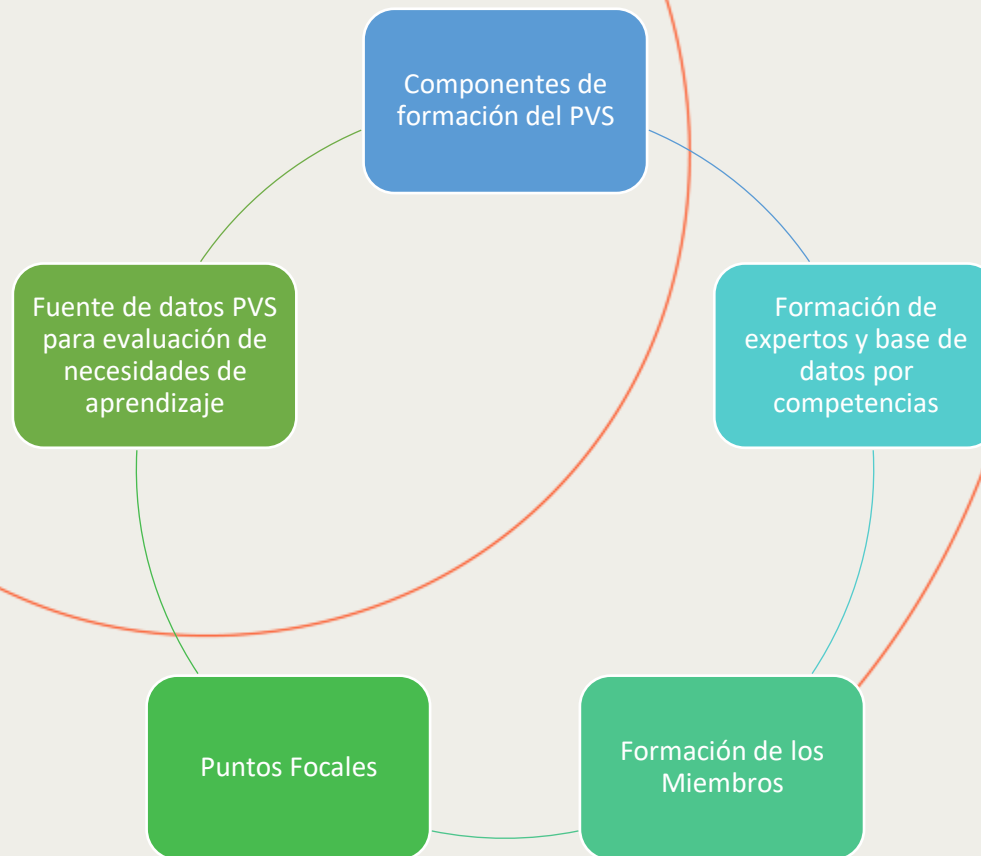 Componentes de
formación del PVS
Fuente de datos PVS
para evaluación de
necesidades de
aprendizaje
Formación de
expertos y base de
datos por
competencias
Puntos Focales
Formación de los
Miembros